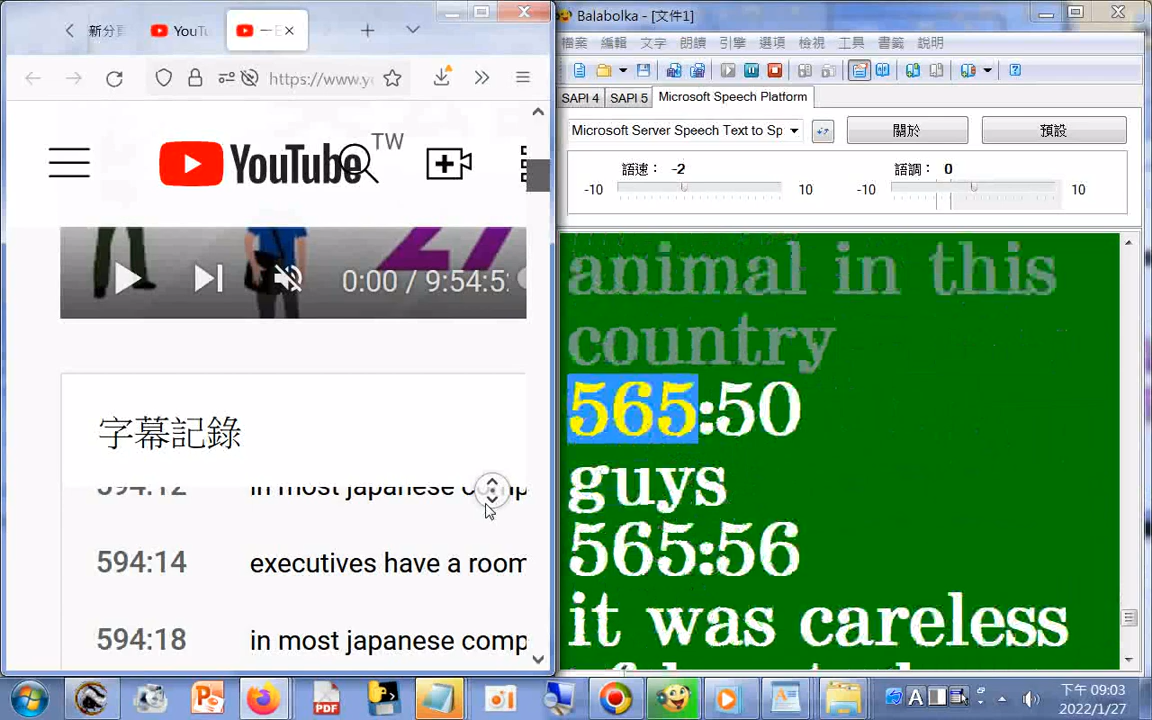 YouTu
Balabolka - [文件1]
檔案 編輯 文字 朗讀 引擎 選項 檢視 工具 書籤 說明
https://www.y
SAPI 4 SAPI 5 Microsoft Speech Platform
Microsoft Server Speech Text to Sp
關於
預設
YouTube TW
語速： -2
-10 10
語調： 0
-10 10
0:00 / 9:54:5
字幕記錄
594:12 in most japanese comp
594:14 executives have a room
594:18 in most japanese comp
animal in this
country
565:50
guys
565:56
it was careless
PDF
A
下午 09:03
2022/1/27